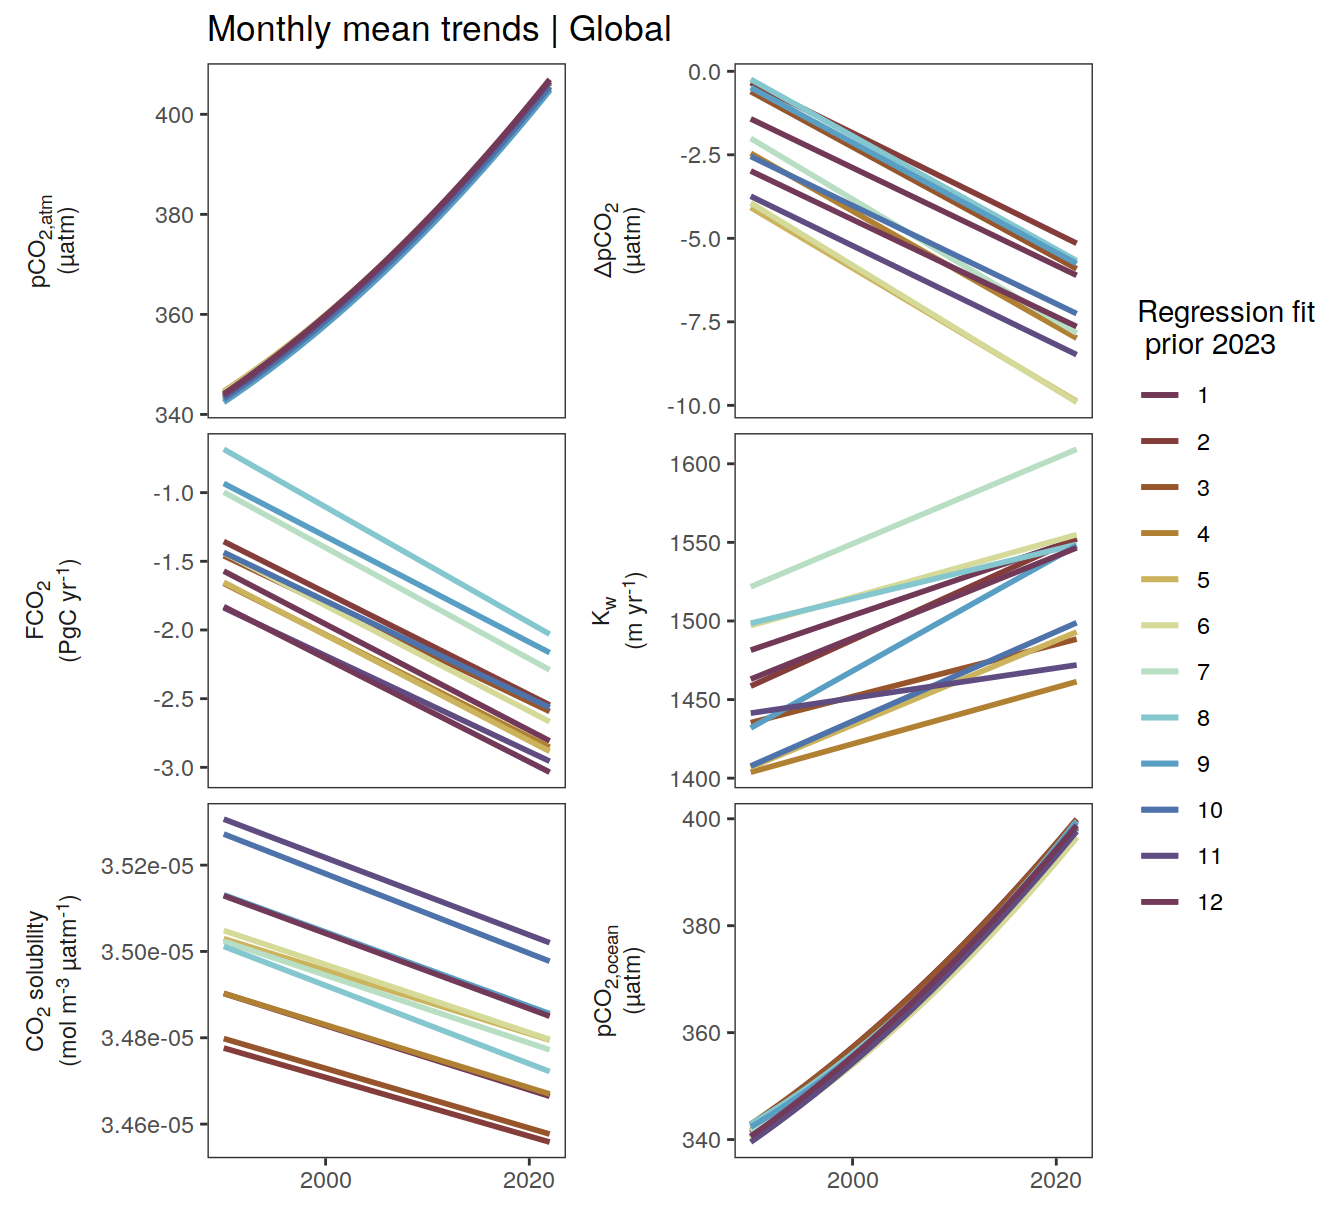 Monthly mean trends | Global
pCO2,atm
(µatm)
400
380
360
340
ΔpCO2
(µatm)
0.0
-2.5
-5.0
-7.5
-10.0
FCO2
(PgC yr-1)
-1.0
-1.5
-2.0
-2.5
-3.0
Kw
(m yr-1)
1600
1550
1500
1450
1400
CO2 solubility
(mol m-3 µatm-1)
3.52e-05
3.50e-05
3.48e-05
3.46e-05
2000
2020
pCO2,ocean
(µatm)
400
380
360
340
2000
2020
Regression fit
prior 2023
1
2
3
4
5
6
7
8
9
10
11
12